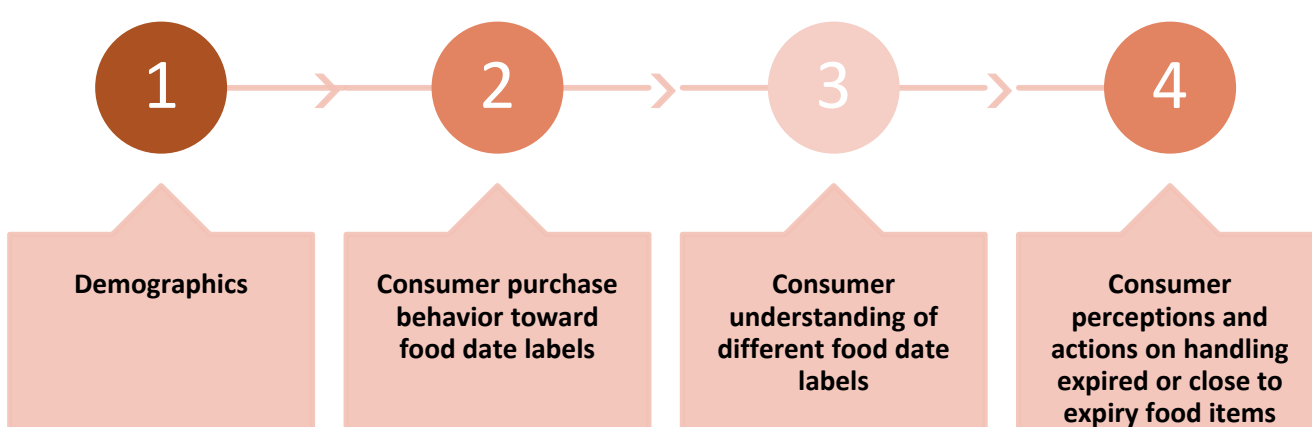 1
2
3
4
Demographics
Consumer purchase
behavior toward
food date labels
Consumer
understanding of
different food date
labels
Consumer
perceptions and
actions on handling
expired or close to
expiry food items